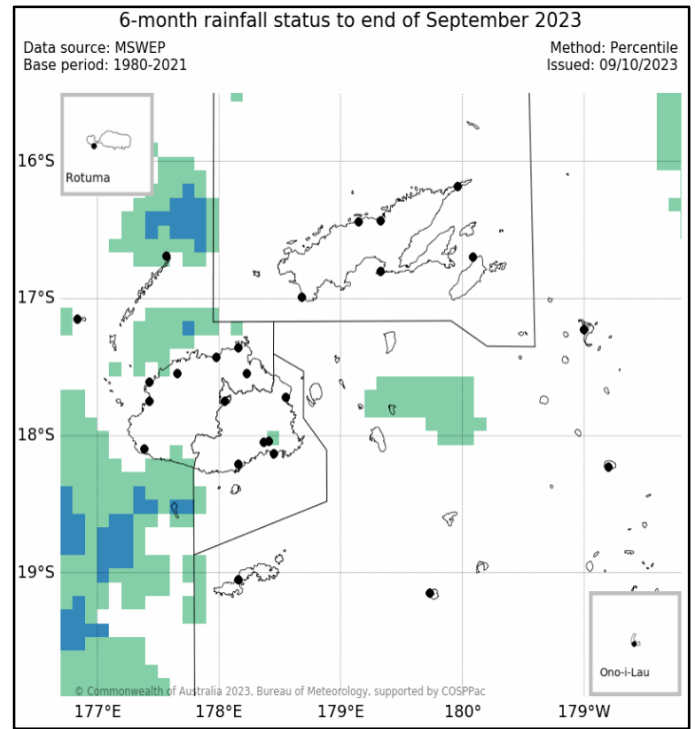 6-month rainfall status to end of September 2023
Data source: MSWEP
Method: Percentile
Base period: 1980-2021
Issued: 09/10/2023
Rotuma
16°S
17°S
18°S
19°S
Ono-i-Lau
© Commonwealth of Australia 2023, Bureau of Meteorology, supported by COSPPac
177°E 178°E 179°E 180° 179°W